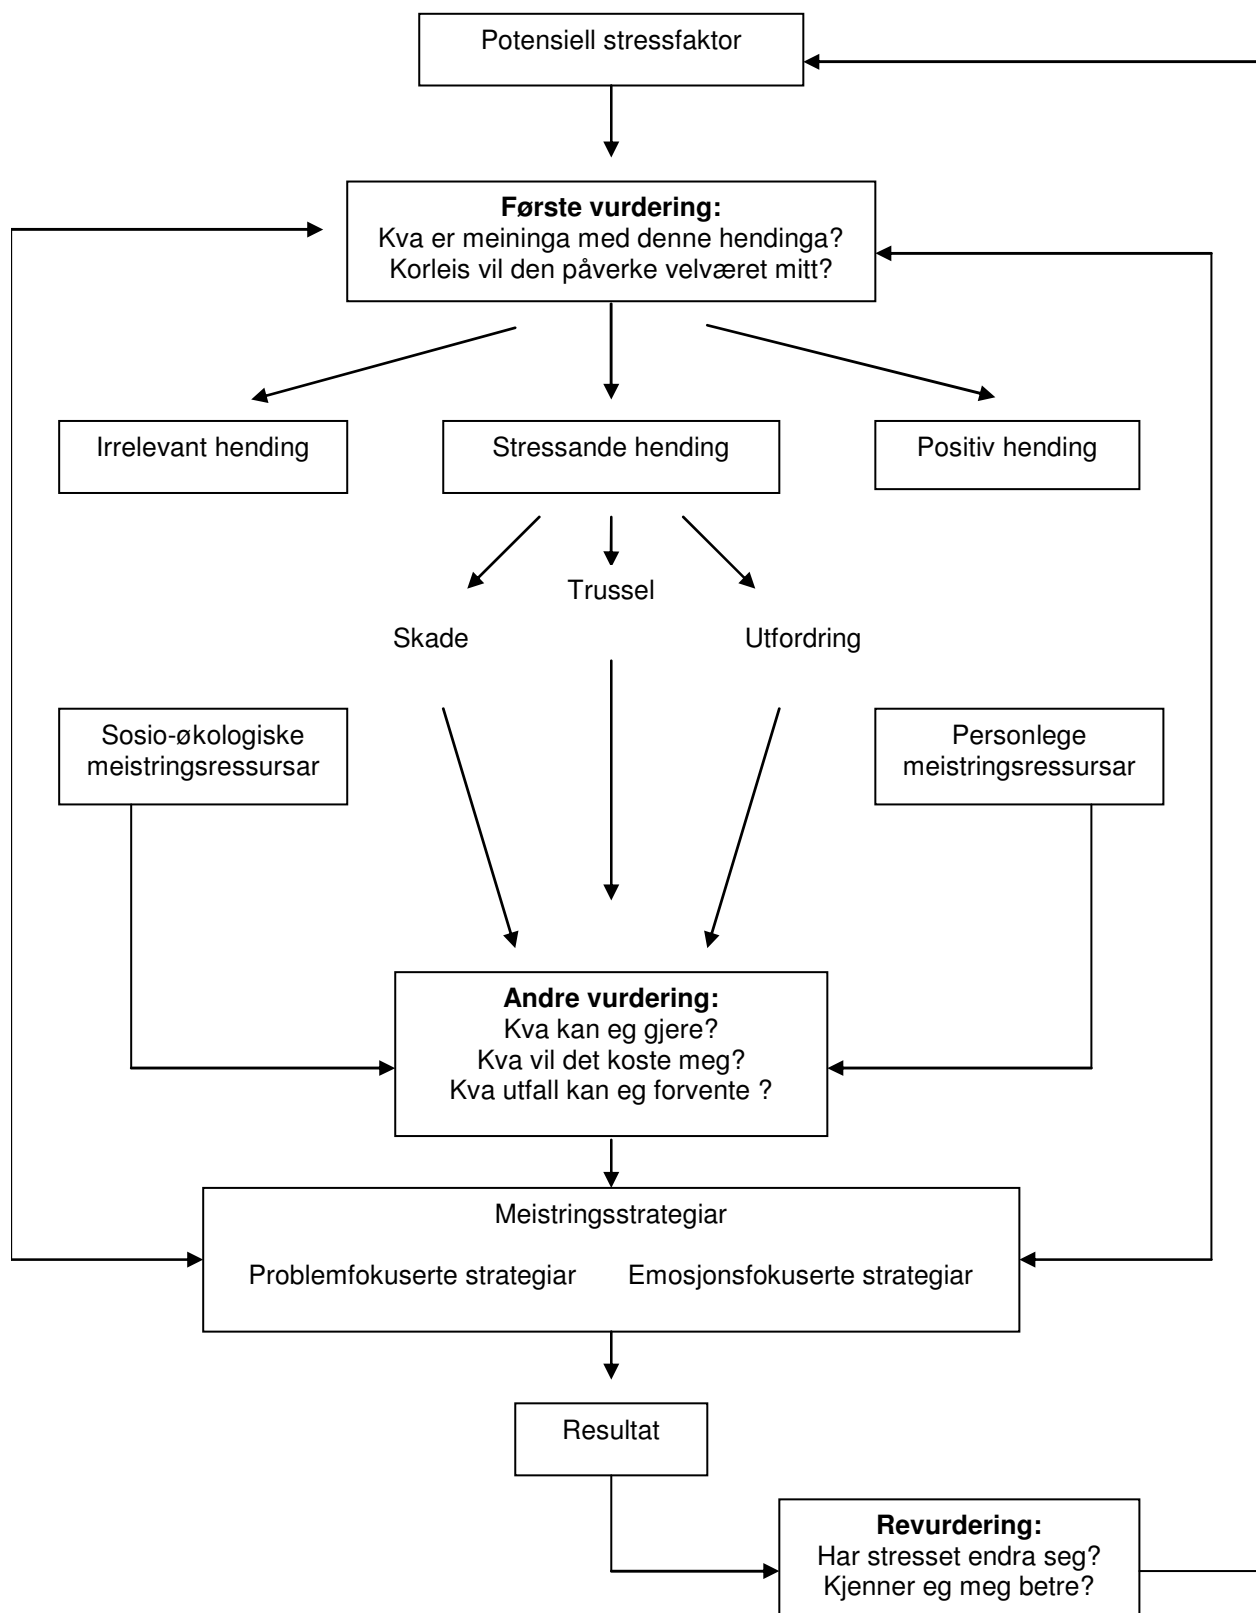 Potensiell stressfaktor
Første vurdering:
Kva er meininga med denne hendinga?
Korleis vil den påverke velværet mitt?
Irrelevant hending
Stressande hending
Positiv hending
Trussel
Skade
Utfordring
Sosio-økologiske
meistringsressursar
Personlege
meistringsressursar
Andre vurdering:
Kva kan eg gjere?
Kva vil det koste meg?
Kva utfall kan eg forvente ?
Meistringsstrategiar
Problemfokuserte strategiar
Emosjonsfokuserte strategiar
Resultat
Revurdering:
Har stresset endra seg?
Kjenner eg meg betre?